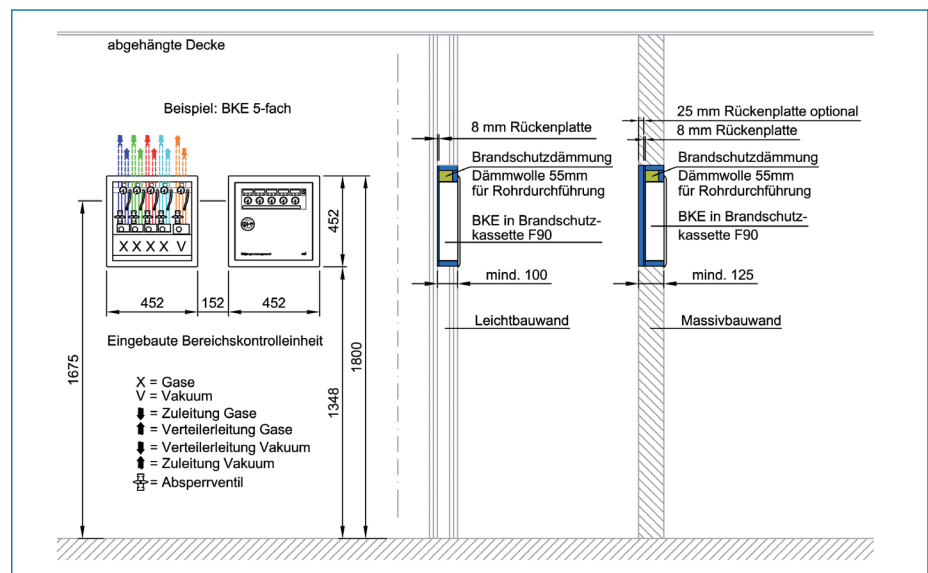 abgehängte Decke
Beispiel: BKE 5-fach
X X X X V
452
152
452
452
1675
1348
1800
Eingebaute Bereichskontrolleinheit
X = Gase
V = Vakuum
= Zuleitung Gase
= Verteilerleitung Gase
= Verteilerleitung Vakuum
= Zuleitung Vakuum
= Absperrventil
8 mm Rückenplatte
Brandschutzdämmung
Dämmwolle 55mm
für Rohrdurchführung
BKE in Brandschutz-
kassette F90
mind. 100
Leichtbauwand
25 mm Rückenplatte optional
8 mm Rückenplatte
Brandschutzdämmung
Dämmwolle 55mm
für Rohrdurchführung
BKE in Brandschutz-
kassette F90
mind. 125
Massivbauwand